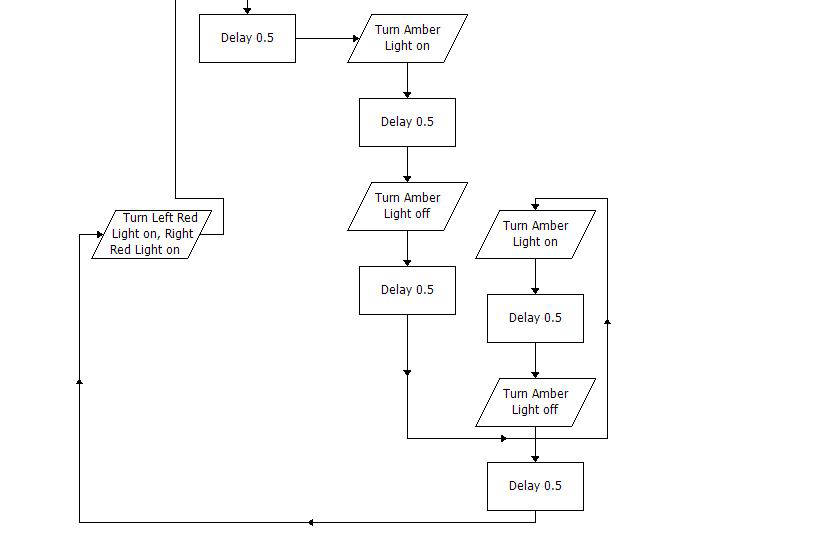 Delay 0.5
Turn Amber
Light on
Delay 0.5
Turn Amber
Light off
Delay 0.5
Turn Left Red
Light on, Right
Red Light on
Turn Amber
Light on
Delay 0.5
Turn Amber
Light off
Delay 0.5